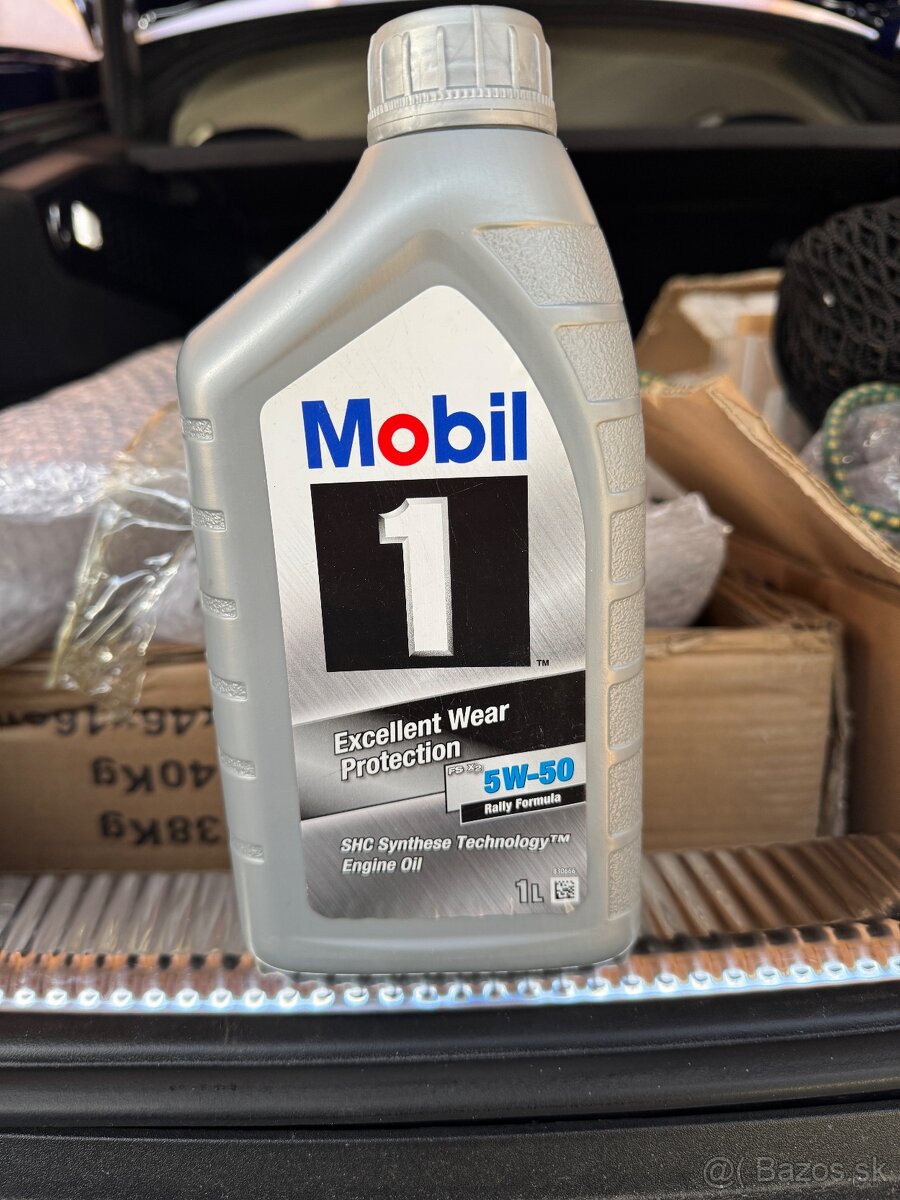 Mobil
1
TM
Excellent Wear
Protection
FS X2
5W-50
Rally Formula
SHC Synthese Technology™
Engine Oil
830666
1L
40Kg
38Kg
@( Bazos.sk